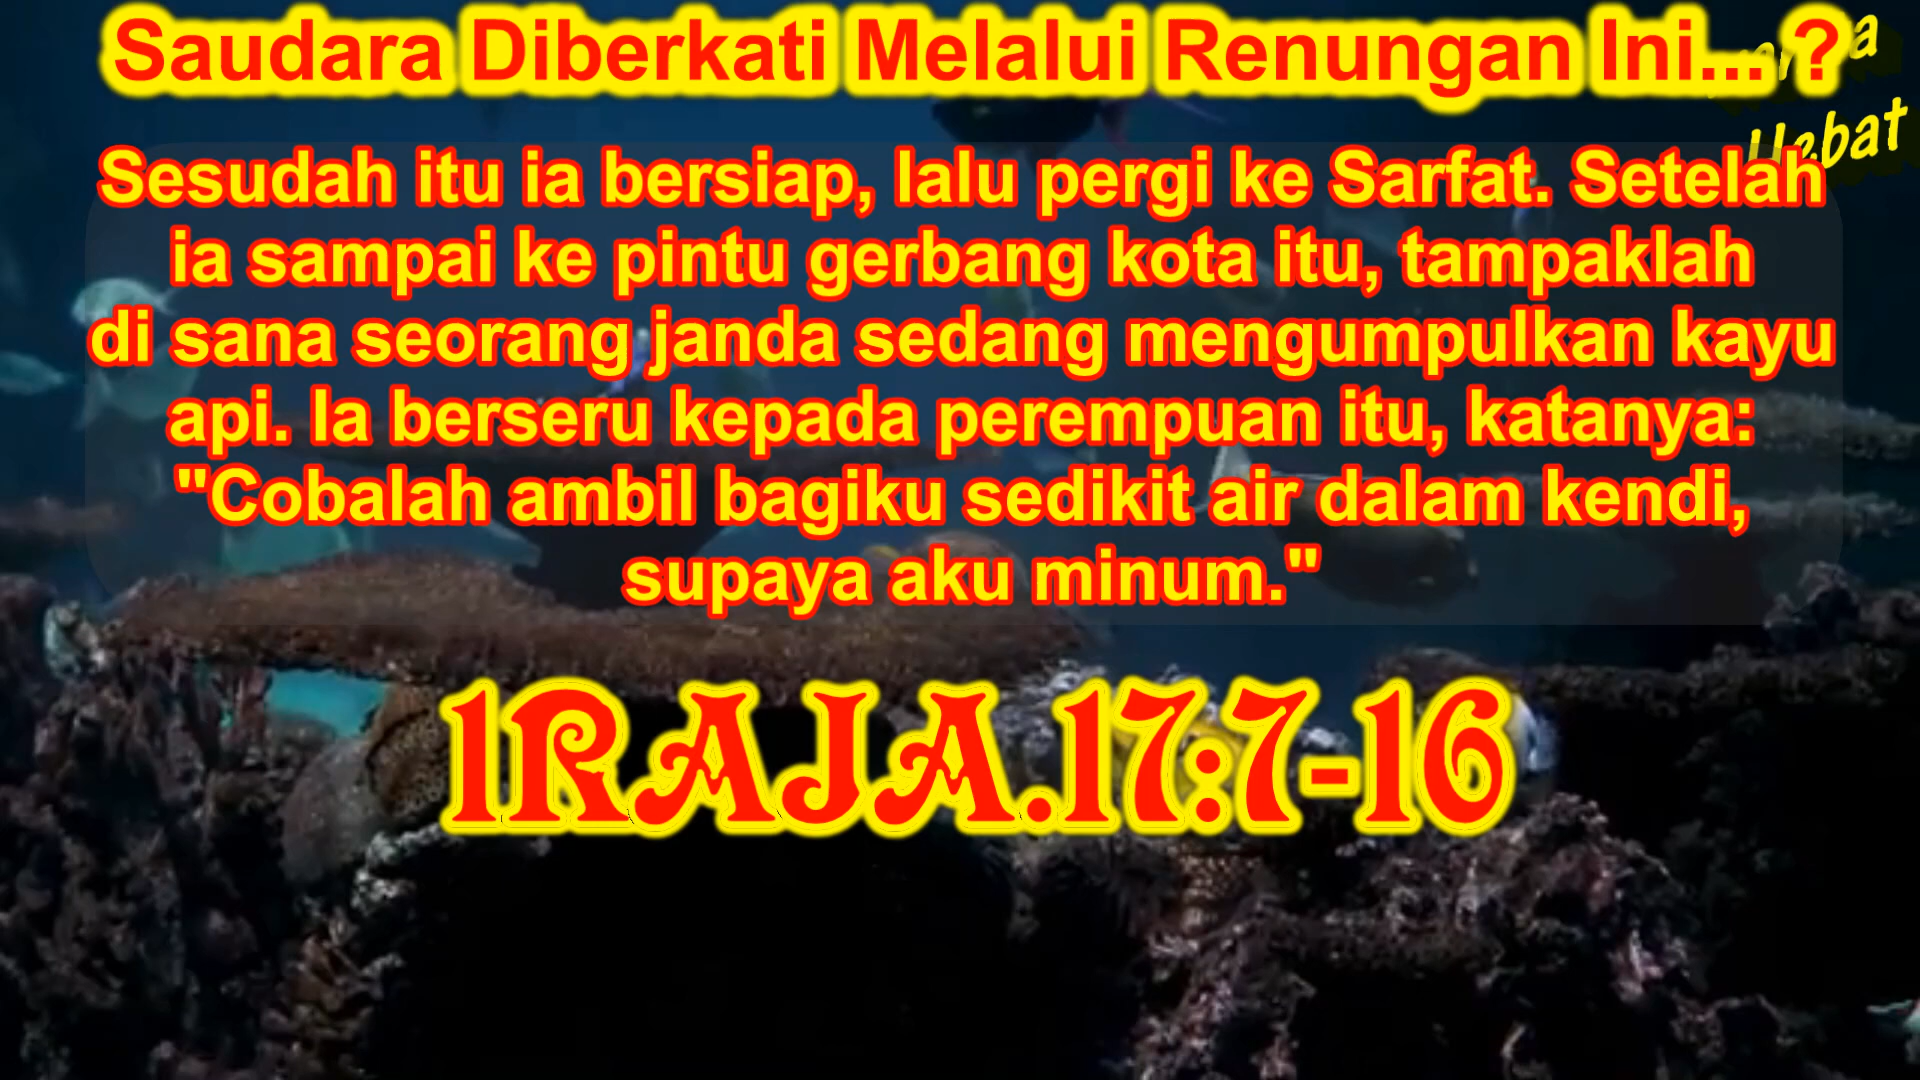 Saudara Diberkati Melalui Renungan Ini... ?
Hebat
Sesudah itu ia bersiap, lalu pergi ke Sarfat. Setelah
ia sampai ke pintu gerbang kota itu, tampaklah
di sana seorang janda sedang mengumpulkan kayu
api. Ia berseru kepada perempuan itu, katanya:
"Cobalah ambil bagiku sedikit air dalam kendi,
supaya aku minum."
1RAJA.17:7-16